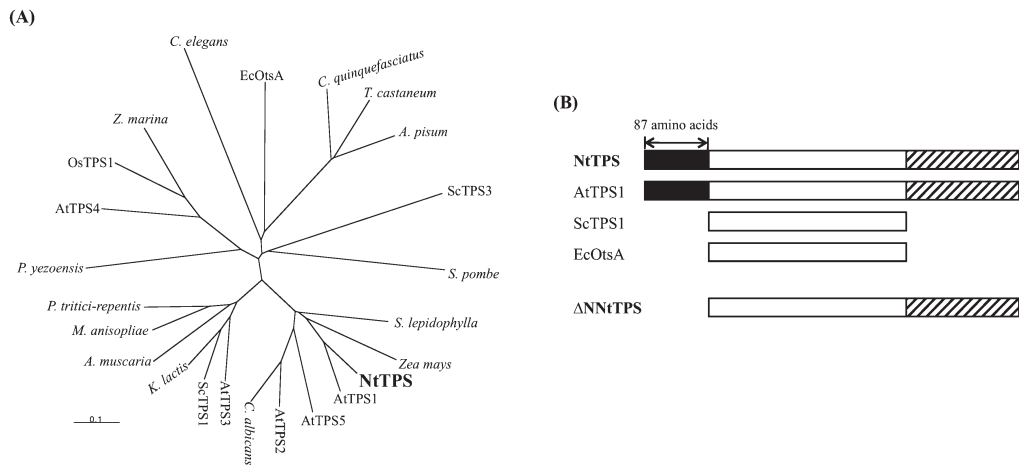 (A)
C. elegans
EcOtsA
C. quinquefasciatus
T. castaneum
A. pisum
Z. marina
OsTPS1
AtTPS4
ScTPS3
P. yezoensis
S. pombe
P. tritici-repentis
M. anisopliae
A. muscaria
K. lactis
ScTPS1
AtTPS3
C. albicans
AtTPS2
AtTPS5
AtTPS1
NtTPS
Zea mays
S. lepidophylla
0.1
(B)
87 amino acids
NtTPS
AtTPS1
ScTPS1
EcOtsA
ΔNNtTPS